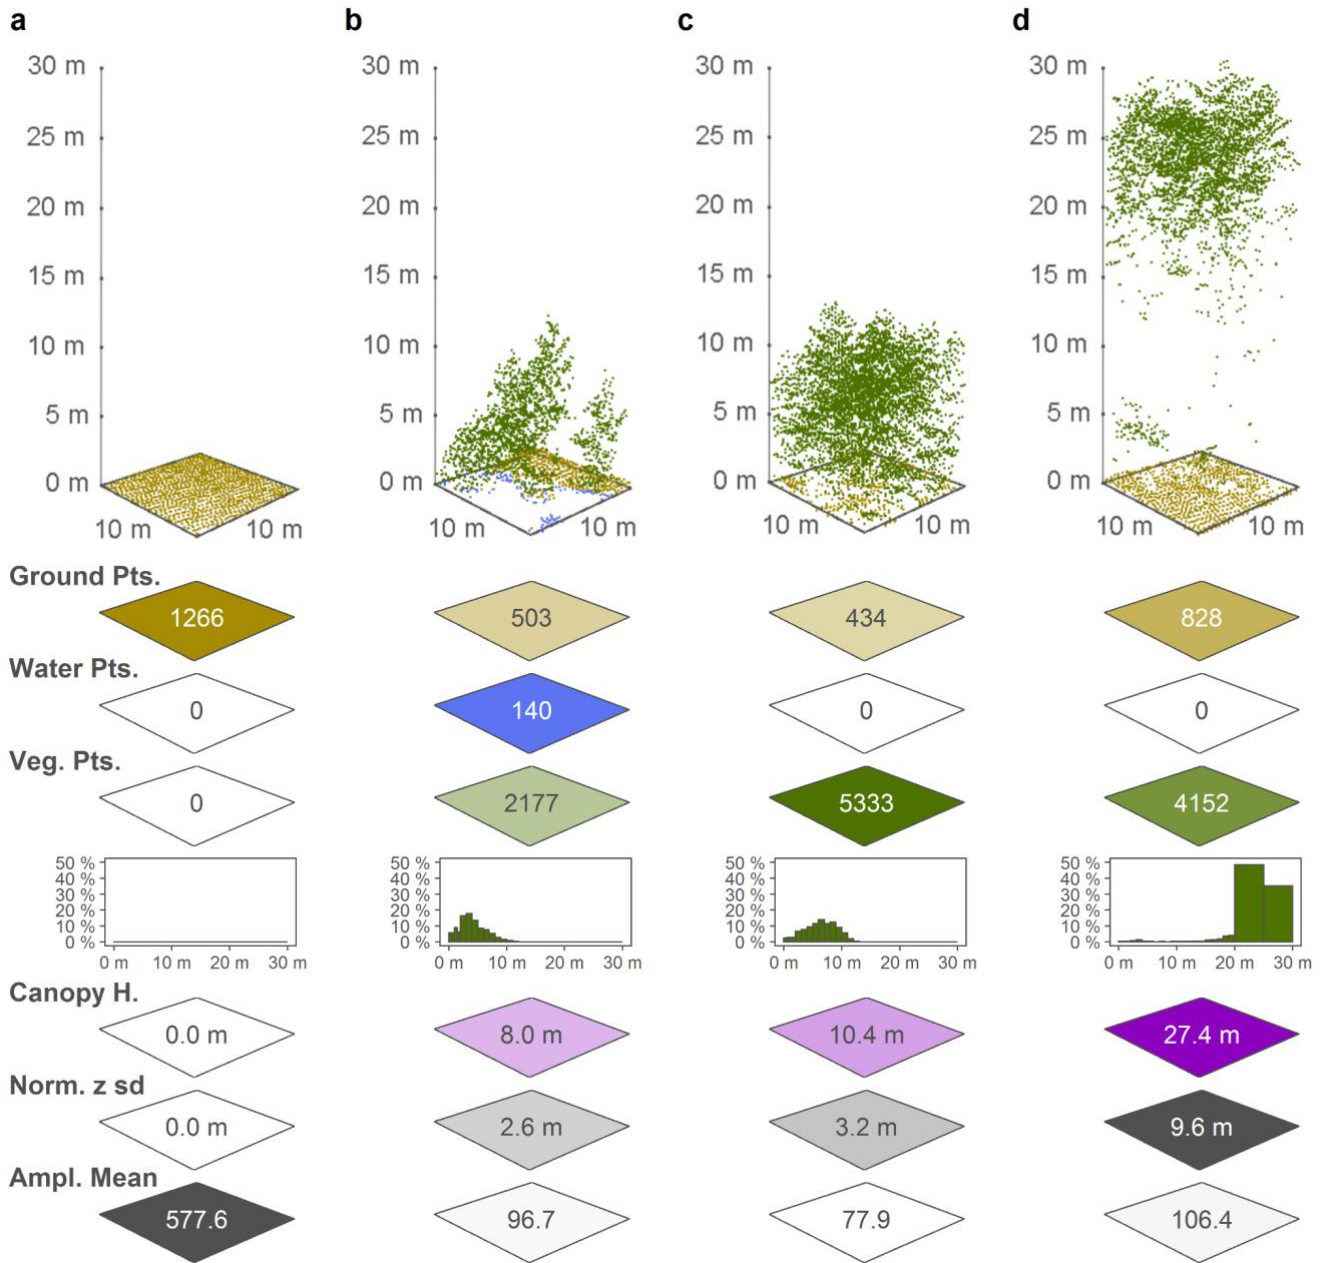 a b c d
30 m 30 m 30 m 30 m
25 m 25 m 25 m 25 m
20 m 20 m 20 m 20 m
15 m 15 m 15 m 15 m
10 m 10 m 10 m 10 m
5 m 5 m 5 m 5 m
0 m 0 m 0 m 0 m
10 m 10 m 10 m 10 m 10 m 10 m 10 m 10 m
Ground Pts.
1266 503 434 828
Water Pts.
0 140 0 0
Veg. Pts.
0 2177 5333 4152
50 % 50 % 50 % 50 %
40 % 40 % 40 % 40 %
30 % 30 % 30 % 30 %
20 % 20 % 20 % 20 %
10 % 10 % 10 % 10 %
0 % 0 % 0 % 0 %
0 m 10 m 20 m 30 m 0 m 10 m 20 m 30 m 0 m 10 m 20 m 30 m 0 m 10 m 20 m 30 m
Canopy H.
0.0 m 8.0 m 10.4 m 27.4 m
Norm. z sd
0.0 m 2.6 m 3.2 m 9.6 m
Ampl. Mean
577.6 96.7 77.9 106.4